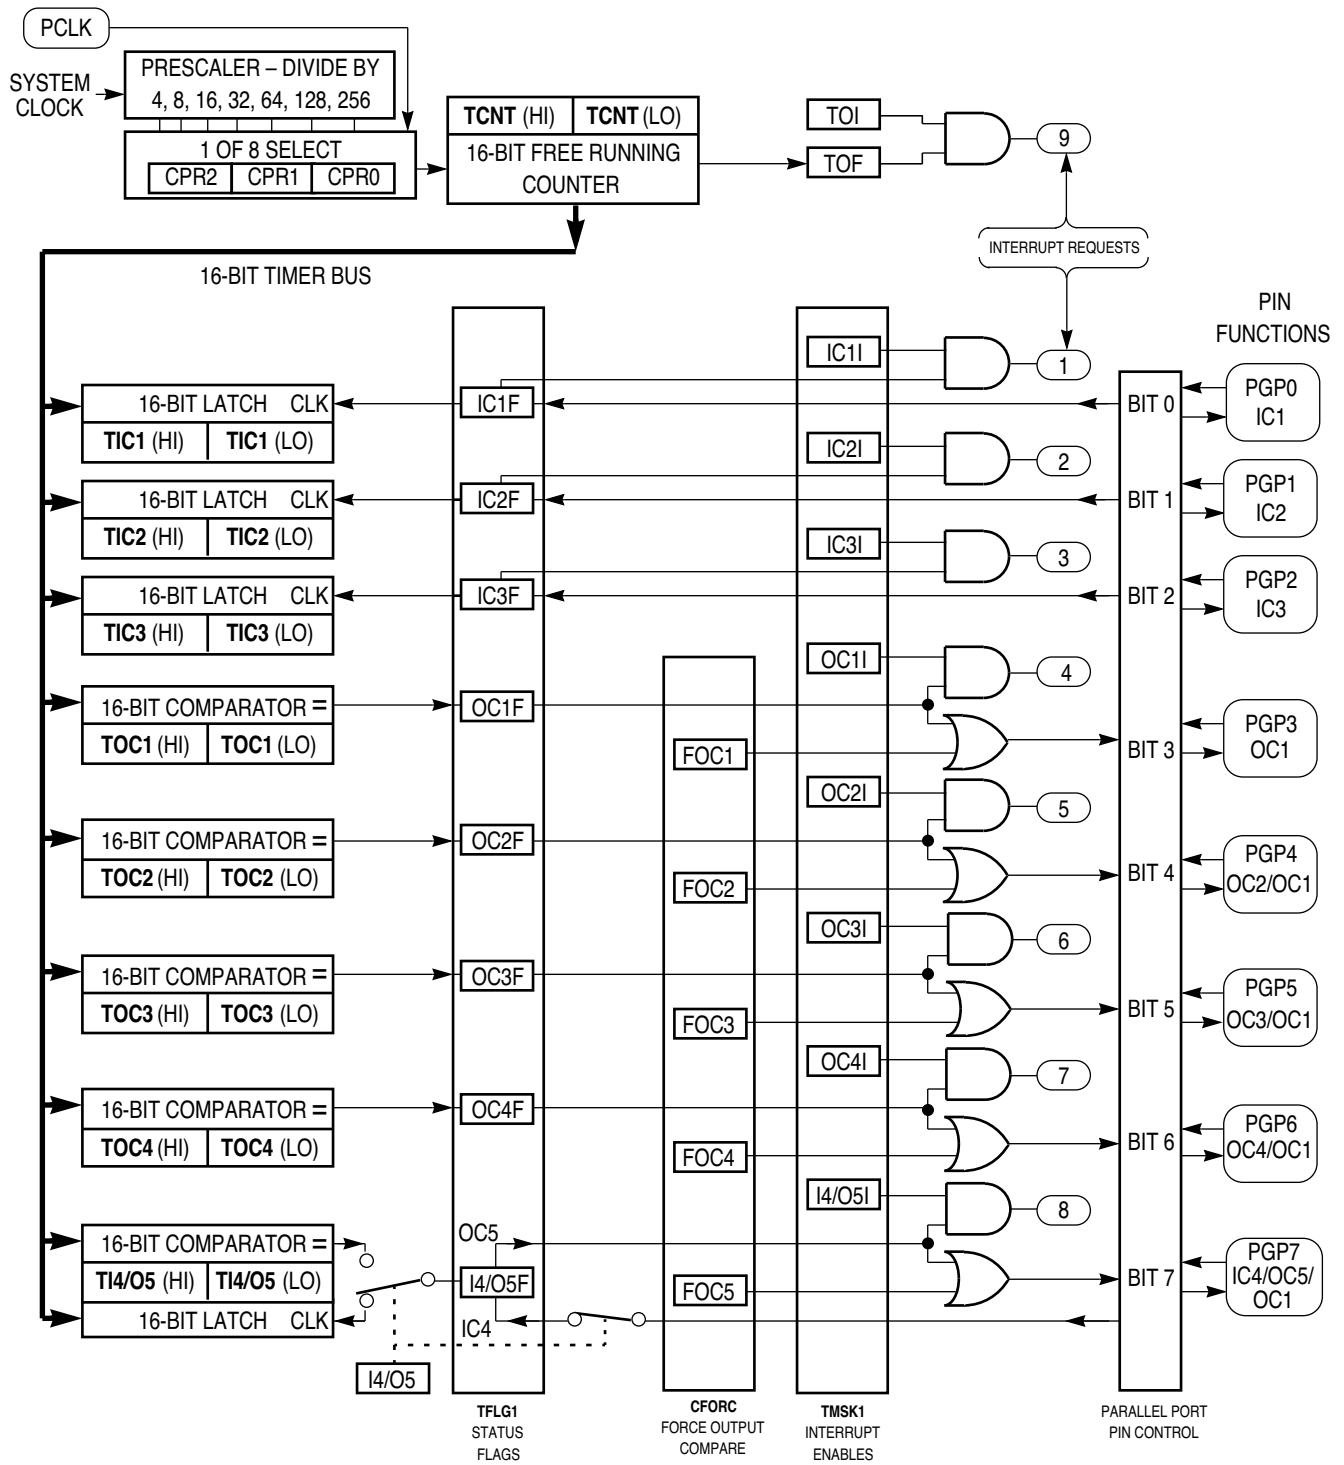 PCLK
SYSTEM
CLOCK
PRESCALER – DIVIDE BY
4, 8, 16, 32, 64, 128, 256
1 OF 8 SELECT
CPR2 CPR1 CPR0
TCNT (HI) TCNT (LO)
16-BIT FREE RUNNING
COUNTER
TOI
TOF
9
INTERRUPT REQUESTS
16-BIT TIMER BUS
PIN
FUNCTIONS
IC1I
1
16-BIT LATCH CLK
TIC1 (HI) TIC1 (LO)
IC1F
BIT 0
PGP0
IC1
IC2I
2
16-BIT LATCH CLK
TIC2 (HI) TIC2 (LO)
IC2F
BIT 1
PGP1
IC2
IC3I
3
16-BIT LATCH CLK
TIC3 (HI) TIC3 (LO)
IC3F
BIT 2
PGP2
IC3
OC1I
4
16-BIT COMPARATOR =
TOC1 (HI) TOC1 (LO)
OC1F
FOC1
BIT 3
PGP3
OC1
OC2I
5
16-BIT COMPARATOR =
TOC2 (HI) TOC2 (LO)
OC2F
FOC2
BIT 4
PGP4
OC2/OC1
OC3I
6
16-BIT COMPARATOR =
TOC3 (HI) TOC3 (LO)
OC3F
FOC3
BIT 5
PGP5
OC3/OC1
OC4I
7
16-BIT COMPARATOR =
TOC4 (HI) TOC4 (LO)
OC4F
FOC4
BIT 6
PGP6
OC4/OC1
I4/O5I
8
16-BIT COMPARATOR =
TI4/O5 (HI) TI4/O5 (LO)
16-BIT LATCH CLK
OC5
I4/O5F
IC4
FOC5
BIT 7
PGP7
IC4/OC5/
OC1
I4/O5
TFLG1
STATUS
FLAGS
CFORC
FORCE OUTPUT
COMPARE
TMSK1
INTERRUPT
ENABLES
PARALLEL PORT
PIN CONTROL